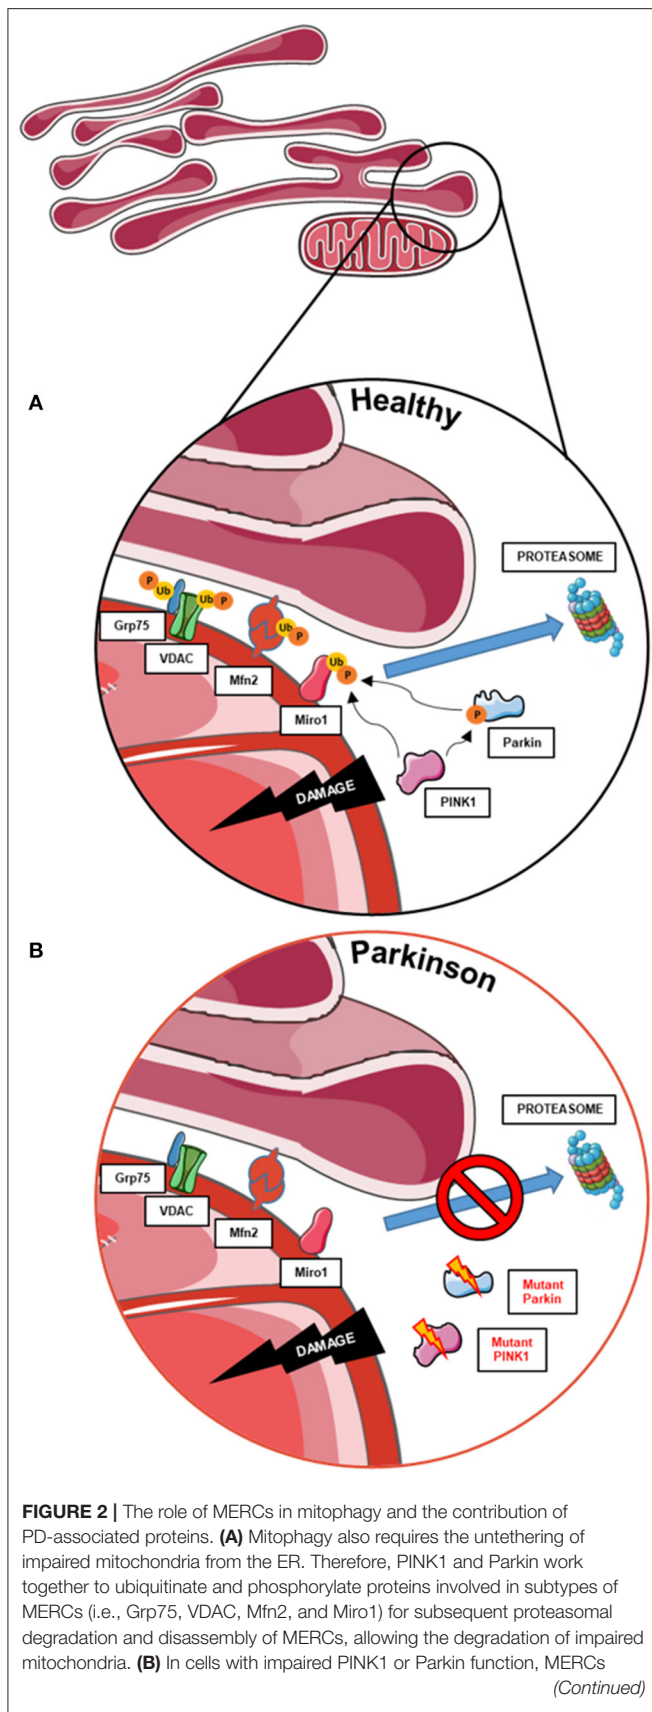 A
Healthy
PROTEASOME
P
Ub
Ub
P
Grp75
VDAC
Ub
P
Mfn2
Ub
P
Miro1
P
Parkin
PINK1
DAMAGE
B
Parkinson
PROTEASOME
Grp75
VDAC
Mfn2
Miro1
Mutant
Parkin
Mutant
PINK1
DAMAGE
FIGURE 2 | The role of MERCs in mitophagy and the contribution of
PD-associated proteins. (A) Mitophagy also requires the untethering of
impaired mitochondria from the ER. Therefore, PINK1 and Parkin work
together to ubiquitinate and phosphorylate proteins involved in subtypes of
MERCs (i.e., Grp75, VDAC, Mfn2, and Miro1) for subsequent proteasomal
degradation and disassembly of MERCs, allowing the degradation of impaired
mitochondria. (B) In cells with impaired PINK1 or Parkin function, MERCs
(Continued)